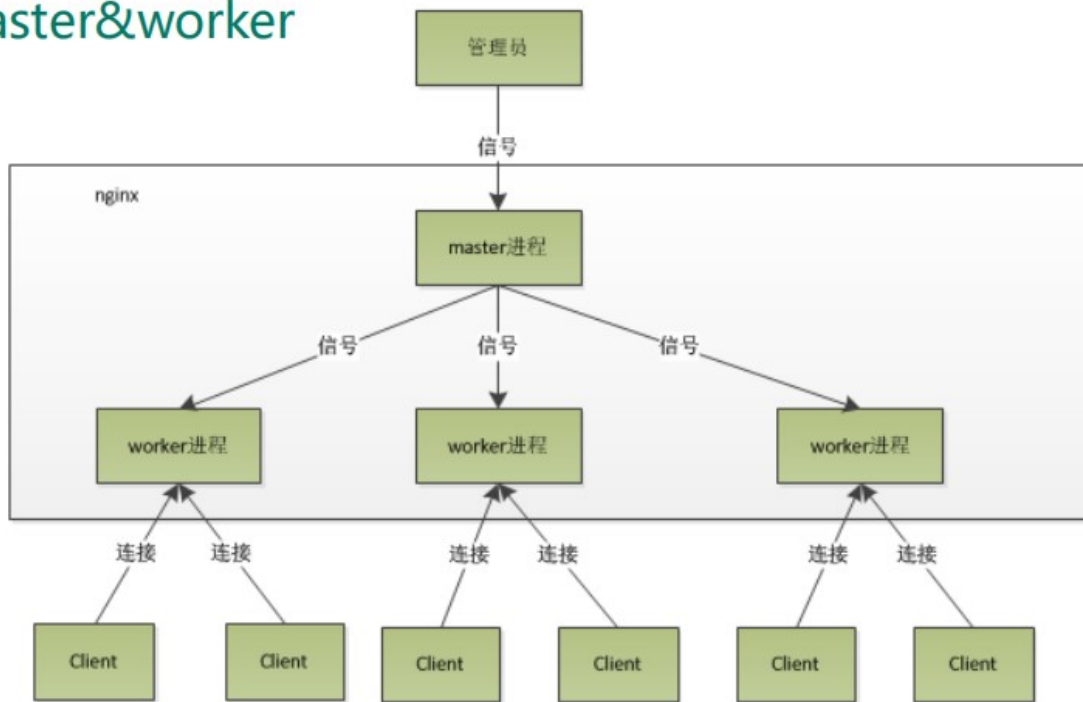 aster&worker
管理员
信号
nginx
master进程
信号
信号
信号
worker进程
worker进程
worker进程
连接
连接
连接
连接
连接
连接
Client
Client
Client
Client
Client
Client